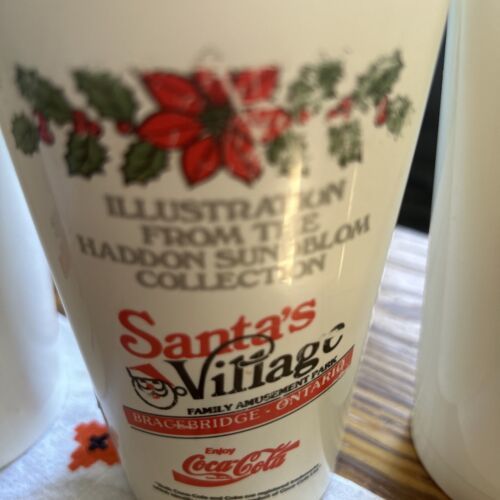 ILLUSTRATION
FROM THE
HADDON SUNDBLOM
COLLECTION
Santa's
Village
FAMILY AMUSEMENT PARK
BRACEBRIDGE - ONTARIO
Enjoy
Coca-Cola